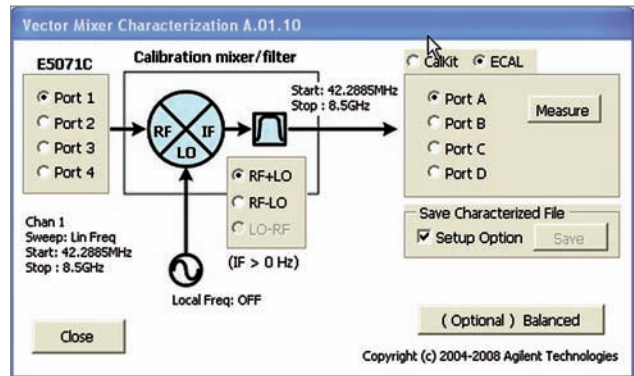 Vector Mixer Characterization A.01.10
E5071C
Port 1
Port 2
Port 3
Port 4
Calibration mixer/filter
RF
IF
LO
Start: 42.2885MHz
Stop : 8.5GHz
RF+LO
RF-LO
LO-RF
(IF > 0 Hz)
Local Freq: OFF
Chan 1
Sweep: Lin Freq
Start: 42.2885MHz
Stop : 8.5GHz
Close
CalKit
ECAL
Port A
Port B
Port C
Port D
Measure
Save Characterized File
Setup Option
Save
( Optional ) Balanced
Copyright (c) 2004-2008 Agilent Technologies